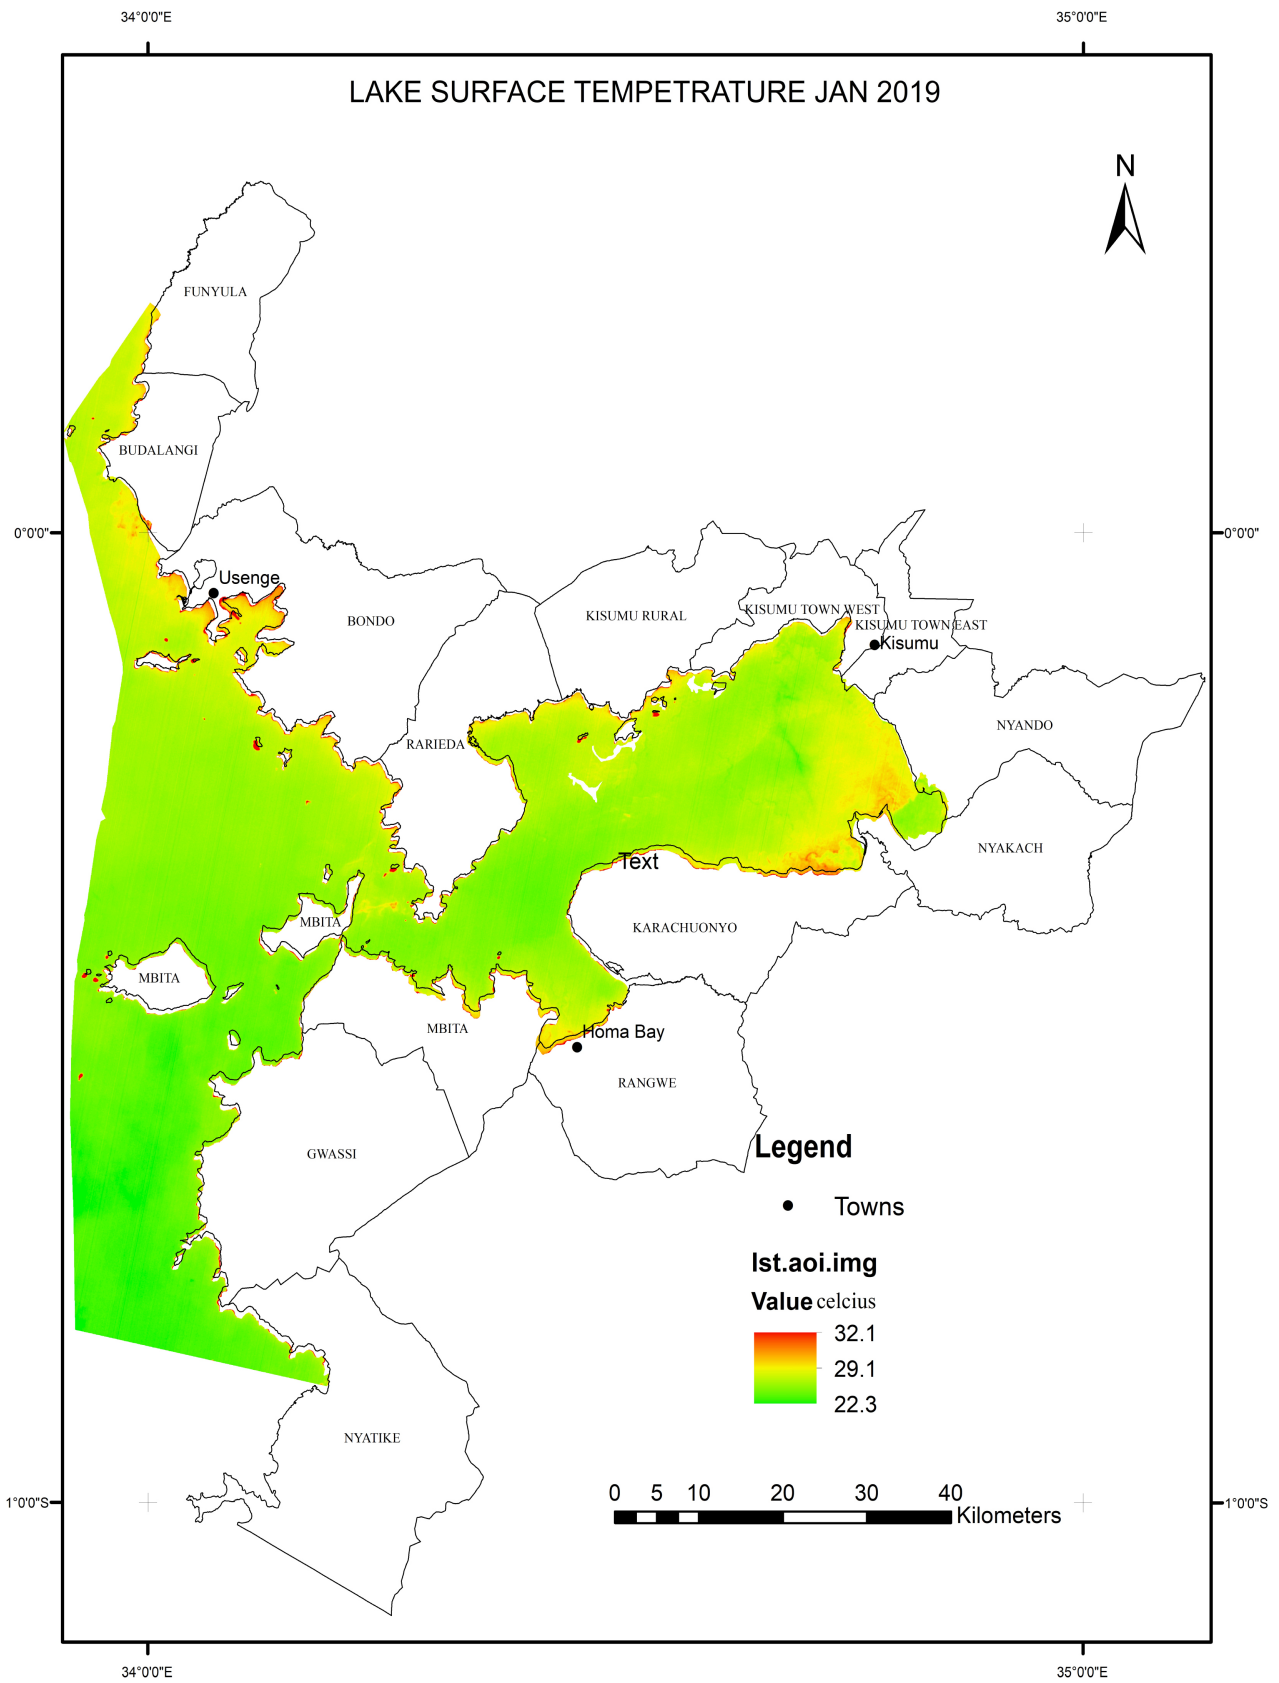 34°0'0"E
35°0'0"E
LAKE SURFACE TEMPETRATURE JAN 2019
N
FUNYULA
BUDALANGI
0°0'0"
0°0'0"
Usenge
BONDO
KISUMU RURAL
KISUMU TOWN WEST
KISUMU TOWN EAST
Kisumu
NYANDO
RARIEDA
NYAKACH
Text
MBITA
KARACHUONYO
MBITA
MBITA
Homa Bay
RANGWE
GWASSI
Legend
Towns
lst.aoi.img
Value celcius
32.1
29.1
22.3
NYATIKE
0 5 10 20 30 40
Kilometers
1°0'0"S
1°0'0"S
34°0'0"E
35°0'0"E